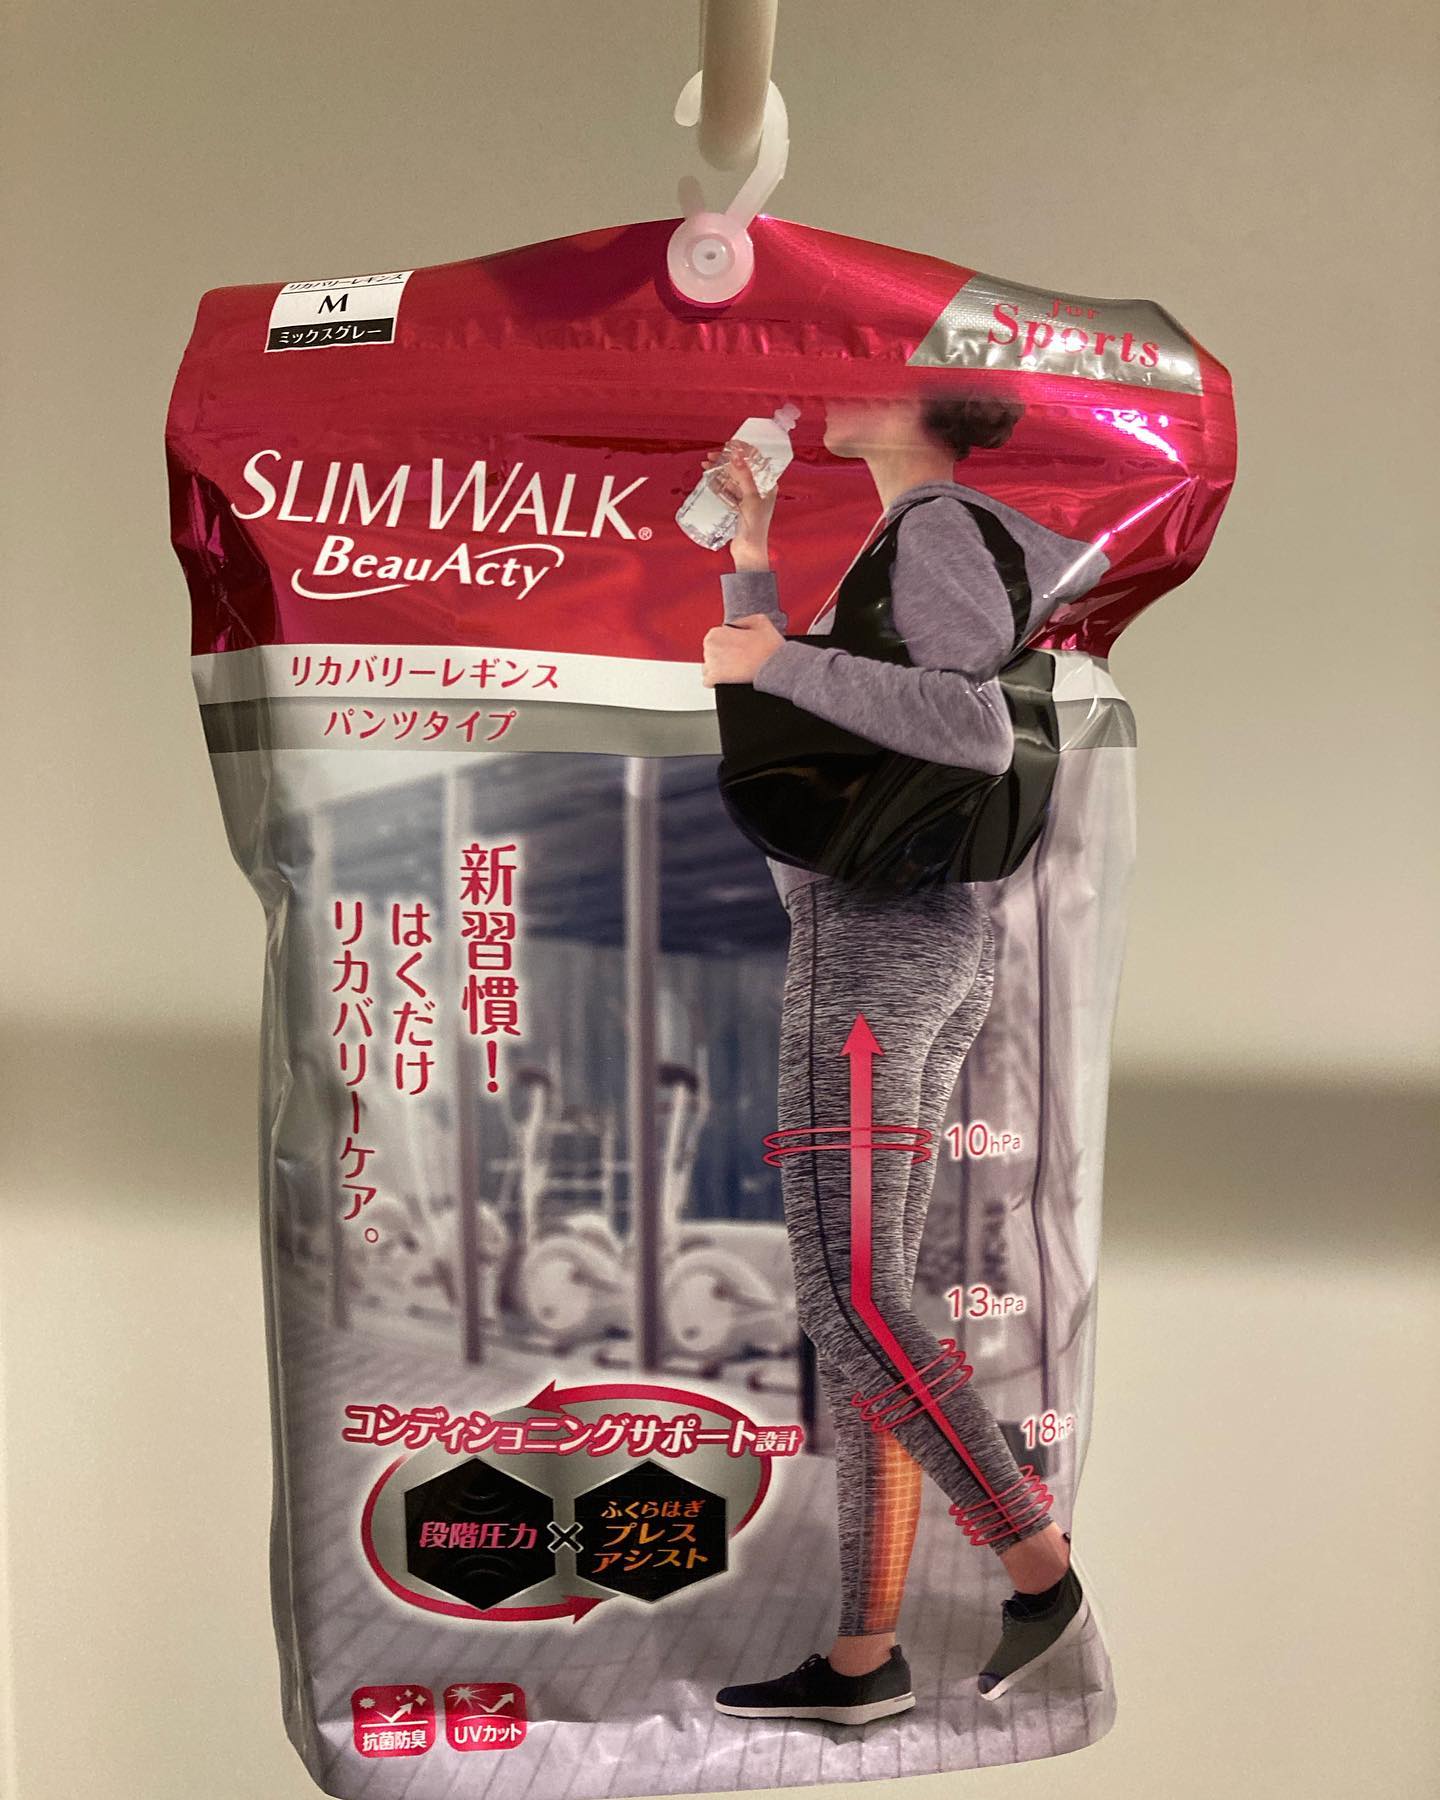 リカバリーレギンス
M
ミックスグレー
for
Sports
SLIM WALK®
BeauActy
リカバリーレギンス
パンツタイプ
新習慣！
はくだけ
リカバリーケア。
10hPa
13hPa
18hPa
コンディショニングサポート設計
段階圧力
×
ふくらはぎ
プレス
アシスト
抗菌防臭
UVカット